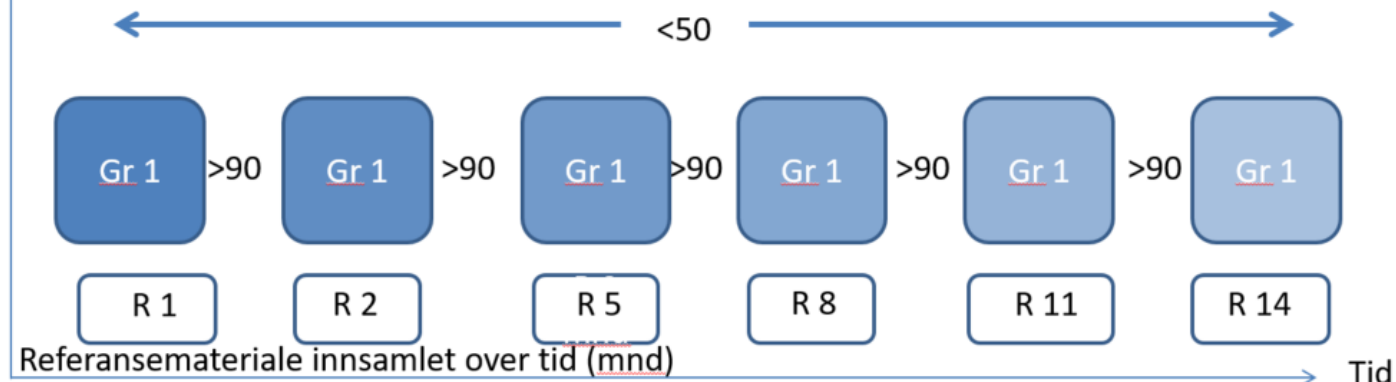 <50
Gr 1 >90 Gr 1 >90 Gr 1 >90 Gr 1 >90 Gr 1 >90 Gr 1
R 1 R 2 R 5 R 8 R 11 R 14
Referansemateriale innsamlet over tid (mnd)
Tid